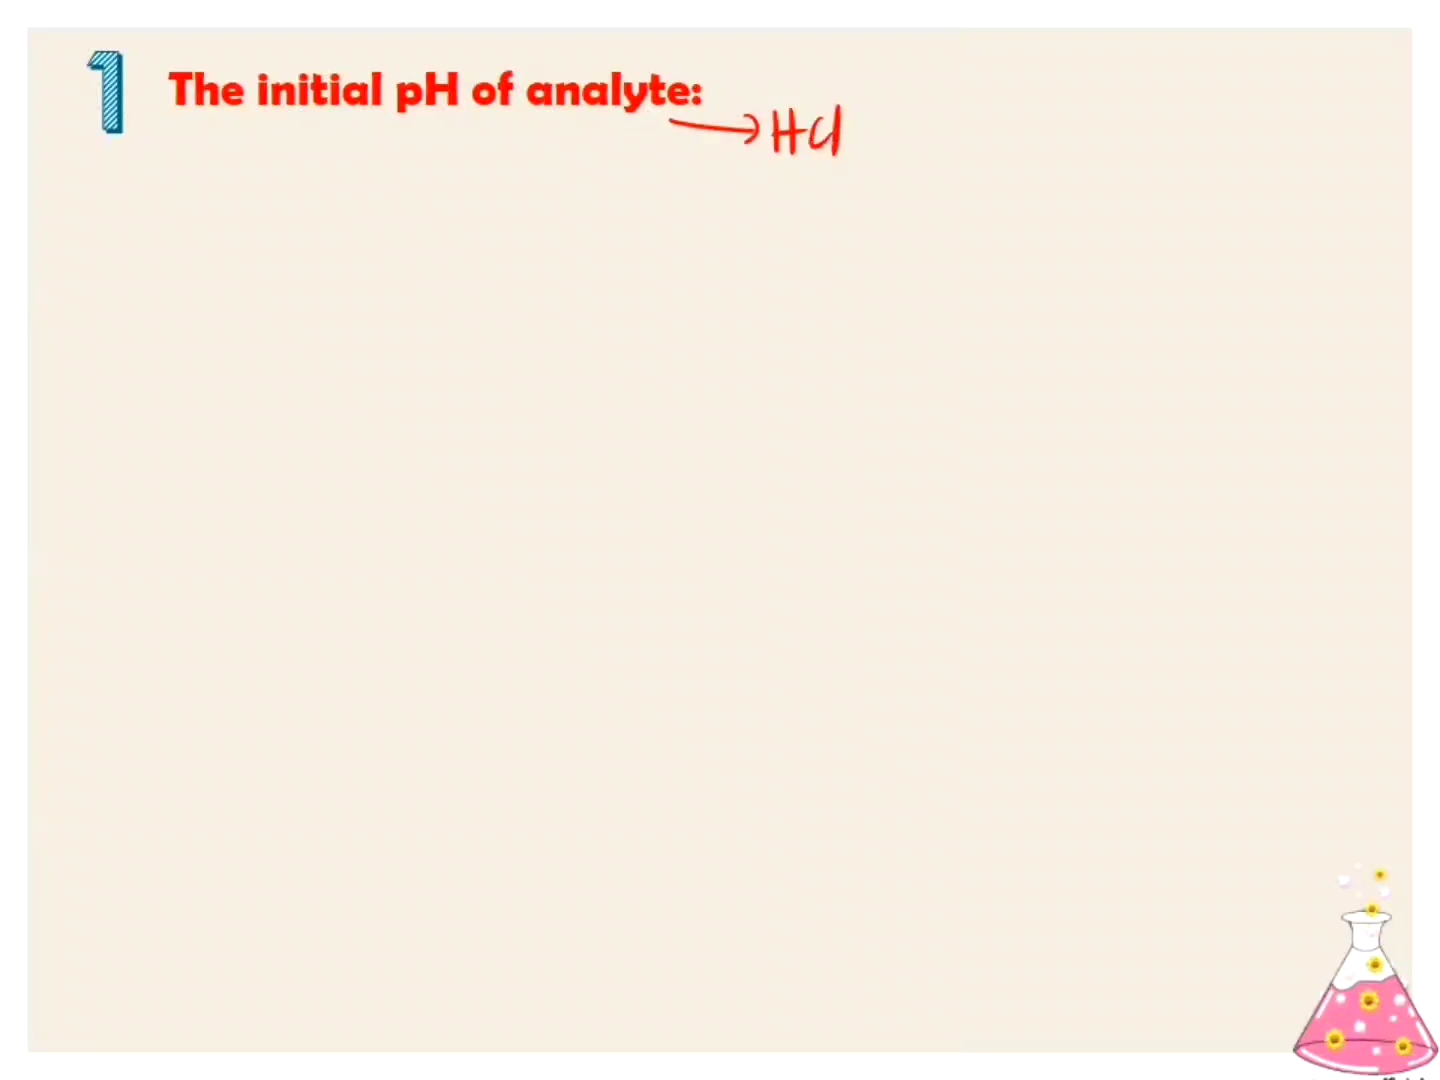 1 The initial pH of analyte:
→ HCl